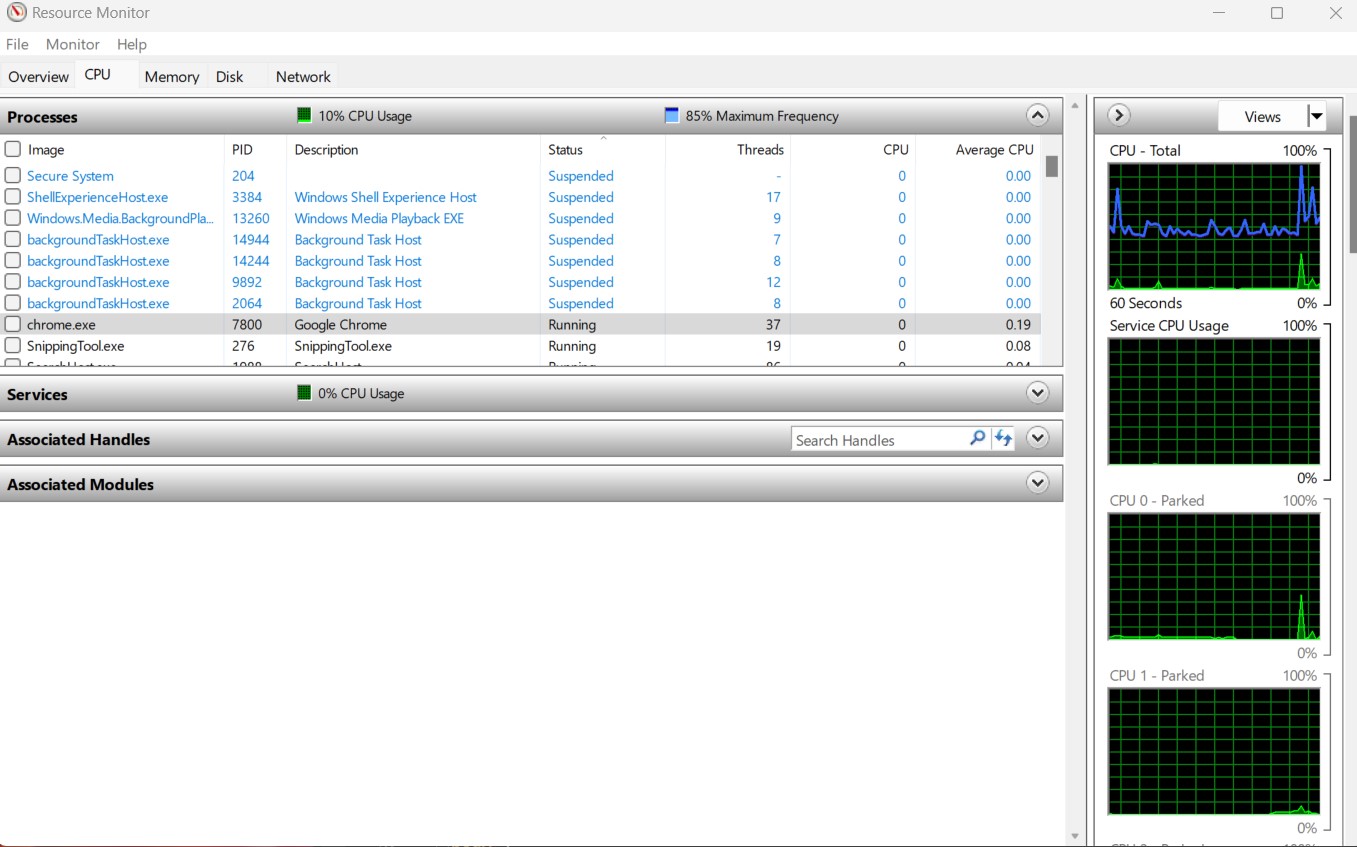 Resource Monitor
File Monitor Help
Overview CPU Memory Disk Network
Processes 10% CPU Usage 85% Maximum Frequency
Image PID Description Status Threads CPU Average CPU
Secure System 204 Suspended - 0 0.00
ShellExperienceHost.exe 3384 Windows Shell Experience Host Suspended 17 0 0.00
Windows.Media.BackgroundPla... 13260 Windows Media Playback EXE Suspended 9 0 0.00
backgroundTaskHost.exe 14944 Background Task Host Suspended 7 0 0.00
backgroundTaskHost.exe 14244 Background Task Host Suspended 8 0 0.00
backgroundTaskHost.exe 9892 Background Task Host Suspended 12 0 0.00
backgroundTaskHost.exe 2064 Background Task Host Suspended 8 0 0.00
chrome.exe 7800 Google Chrome Running 37 0 0.19
SnippingTool.exe 276 SnippingTool.exe Running 19 0 0.08
Services 0% CPU Usage
Associated Handles Search Handles
Associated Modules
Views
CPU - Total 100%
60 Seconds 0%
Service CPU Usage 100%
0%
CPU 0 - Parked 100%
0%
CPU 1 - Parked 100%
0%